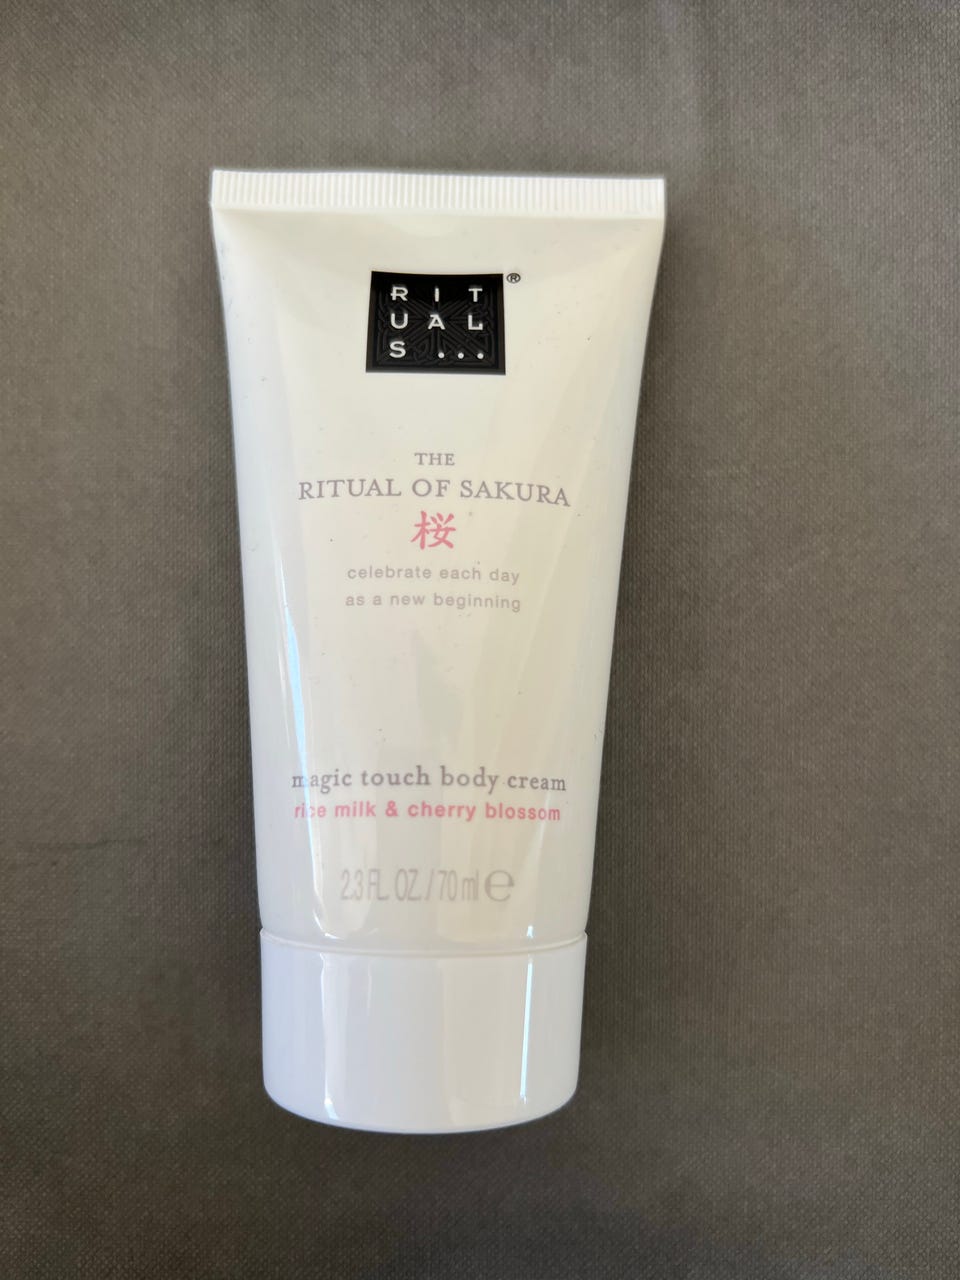 RIT
UAL
S...
®
THE
RITUAL OF SAKURA
桜
celebrate each day
as a new beginning
magic touch body cream
rice milk & cherry blossom
2.3 FL. OZ. / 70 ml ℮